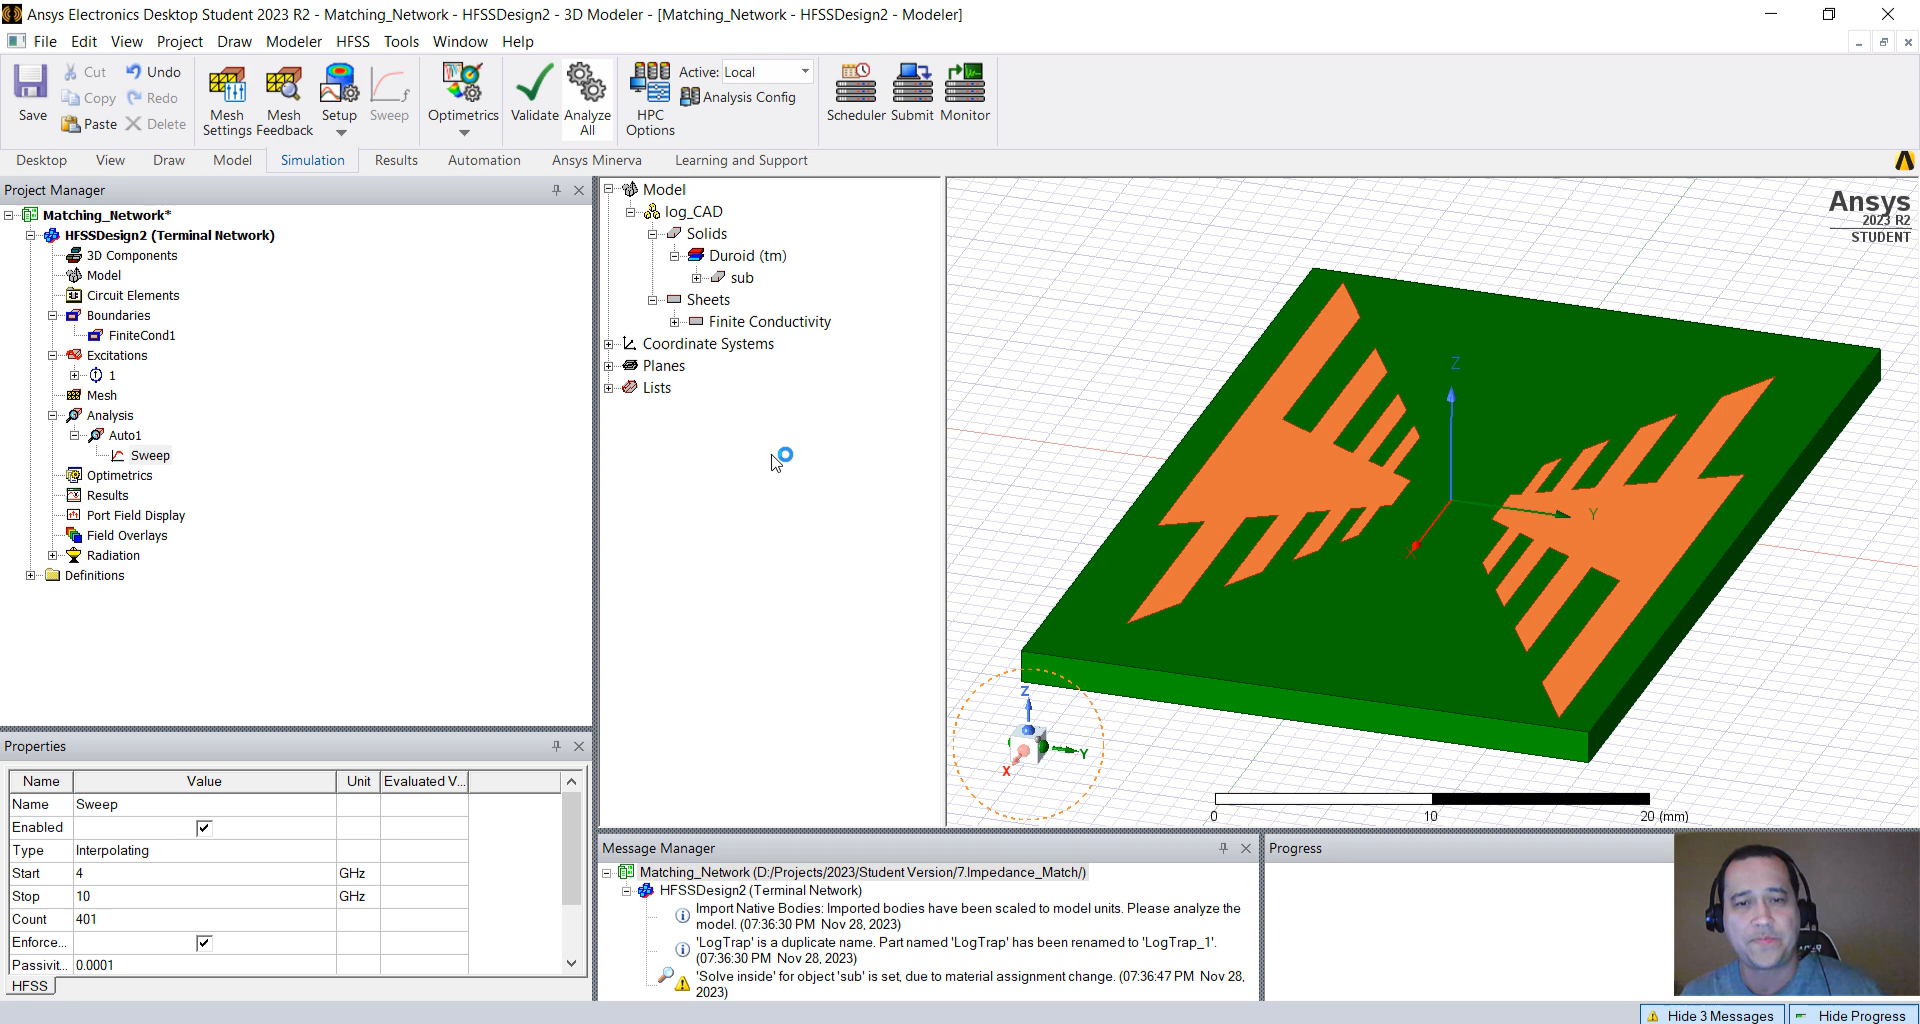 Ansys Electronics Desktop Student 2023 R2 - Matching_Network - HFSSDesign2 - 3D Modeler - [Matching_Network - HFSSDesign2 - Modeler]
File Edit View Project Draw Modeler HFSS Tools Window Help
Save
Cut
Copy
Paste
Undo
Redo
Delete
Mesh Settings
Mesh Feedback
Setup
Sweep
Optimetrics
Validate
Analyze All
HPC Options
Active: Local
Analysis Config
Scheduler
Submit
Monitor
Desktop View Draw Model Simulation Results Automation Ansys Minerva Learning and Support
Project Manager
Matching_Network*
HFSSDesign2 (Terminal Network)
3D Components
Model
Circuit Elements
Boundaries
FiniteCond1
Excitations
1
Mesh
Analysis
Auto1
Sweep
Optimetrics
Results
Port Field Display
Field Overlays
Radiation
Definitions
Properties
Name Value Unit Evaluated V...
Name Sweep
Enabled
Type Interpolating
Start 4 GHz
Stop 10 GHz
Count 401
Enforce...
Passivit... 0.0001
HFSS
Model
log_CAD
Solids
Duroid (tm)
sub
Sheets
Finite Conductivity
Coordinate Systems
Planes
Lists
Ansys
2023 R2
STUDENT
Z
Y
X
Z
Y
X
0 10 20 (mm)
Message Manager
Matching_Network (D:/Projects/2023/Student Version/7.Impedance_Match/)
HFSSDesign2 (Terminal Network)
Import Native Bodies: Imported bodies have been scaled to model units. Please analyze the
model. (07:36:30 PM Nov 28, 2023)
'LogTrap' is a duplicate name. Part named 'LogTrap' has been renamed to 'LogTrap_1'.
(07:36:30 PM Nov 28, 2023)
'Solve inside' for object 'sub' is set, due to material assignment change. (07:36:47 PM Nov 28,
2023)
Progress
Hide 3 Messages
Hide Progress